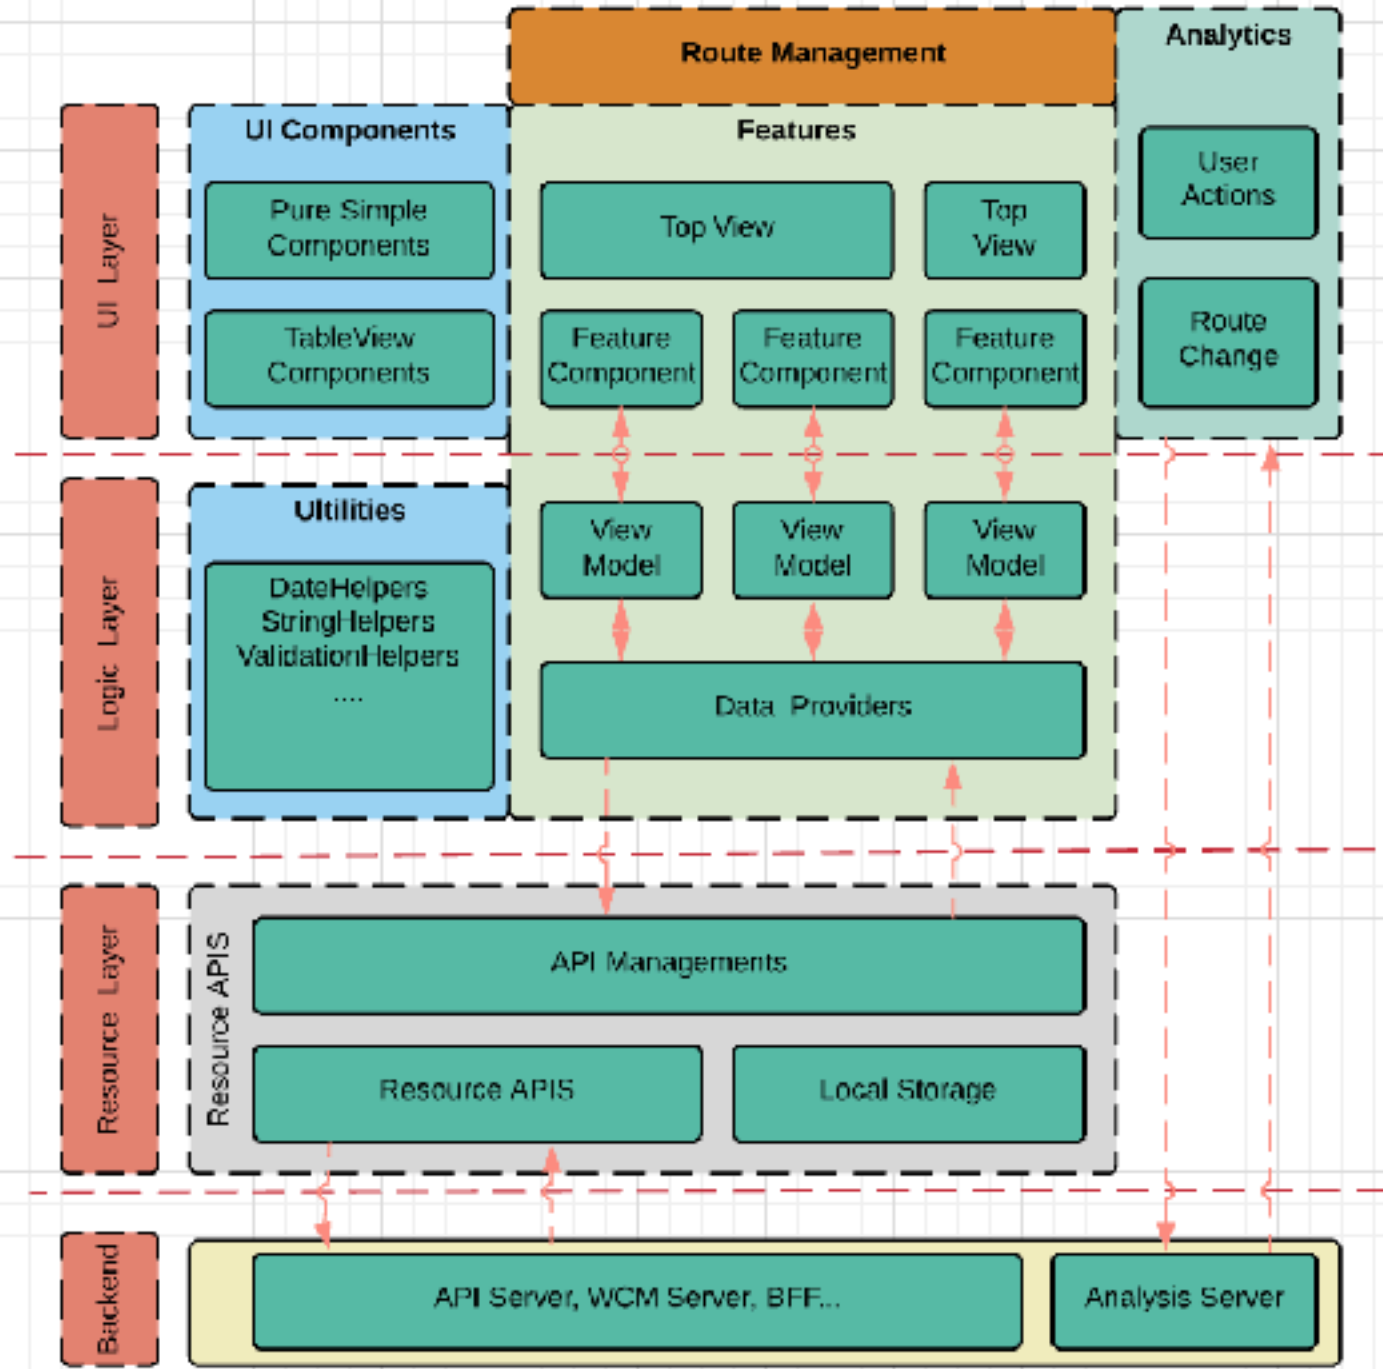 Route Management
Analytics
UI Layer
UI Components
Pure Simple
Components
TableView
Components
Features
Top View
Top
View
Feature
Component
Feature
Component
Feature
Component
User
Actions
Route
Change
Logic Layer
Ultilities
DateHelpers
StringHelpers
ValidationHelpers
....
View
Model
View
Model
View
Model
Data Providers
Resource Layer
Resource APIS
API Managements
Resource APIS
Local Storage
Backend
API Server, WCM Server, BFF...
Analysis Server